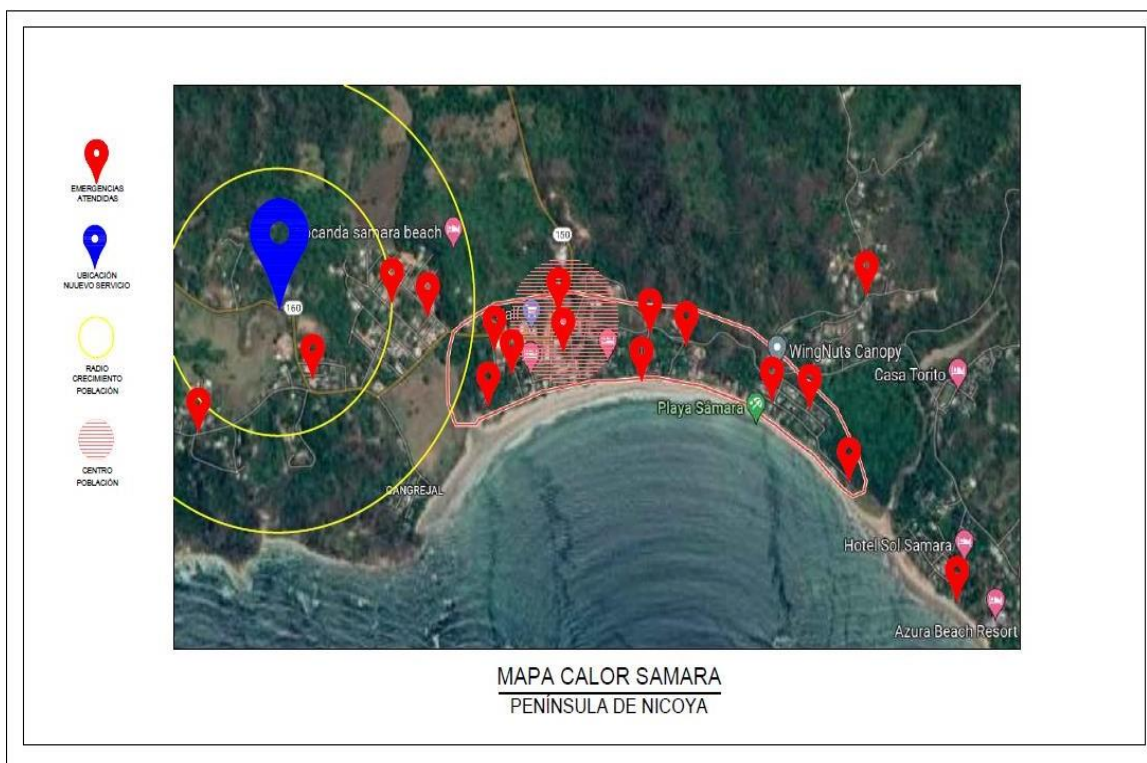 EMERGENCIAS
ATENDIDAS
UBICACIÓN
NUUEVO SERVICIO
RADIO
CRECIMIENTO
POBLACIÓN
CENTRO
POBLACIÓN
ocanda samara beach
150
160
WingNuts Canopy
Casa Torito
Playa Sámara
CANGREJAL
Hotel Sol Samara
Azura Beach Resort
MAPA CALOR SAMARA
PENÍNSULA DE NICOYA